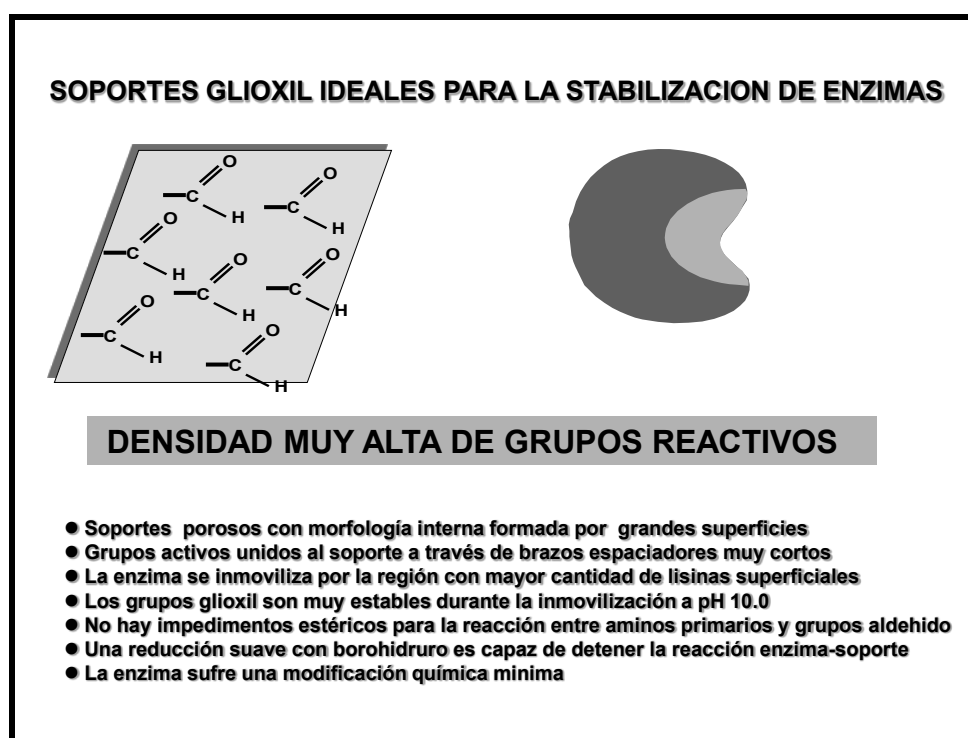 SOPORTES GLIOXIL IDEALES PARA LA STABILIZACION DE ENZIMAS
O
C
H
O
C
H
O
C
H
O
C
H
O
C
H
O
C
H
O
C
H
DENSIDAD MUY ALTA DE GRUPOS REACTIVOS
● Soportes porosos con morfología interna formada por grandes superficies
● Grupos activos unidos al soporte a través de brazos espaciadores muy cortos
● La enzima se inmoviliza por la región con mayor cantidad de lisinas superficiales
● Los grupos glioxil son muy estables durante la inmovilización a pH 10.0
● No hay impedimentos estéricos para la reacción entre aminos primarios y grupos aldehido
● Una reducción suave con borohidruro es capaz de detener la reacción enzima-soporte
● La enzima sufre una modificación química minima